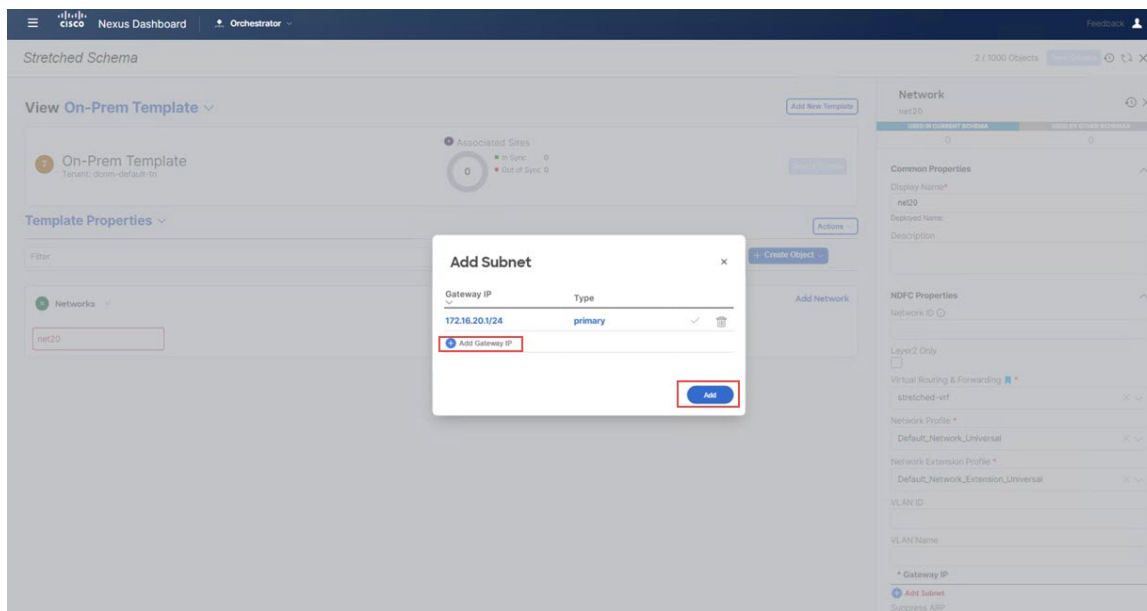 cisco Nexus Dashboard Orchestrator Feedback
Stretched Schema
2 / 1000 Objects
View On-Prem Template
Add New Template
On-Prem Template
Tenant: dcnm-default-tn
Associated Sites
0
In Sync 0
Out of Sync 0
Template Properties
Actions
Filter
+ Create Object
Networks
Add Network
net20
Add Subnet
Gateway IP Type
172.16.20.1/24 primary
Add Gateway IP
Add
Network
net20
USED IN CURRENT SCHEMA USED BY OTHER SCHEMAS
0 0
Common Properties
Display Name*
net20
Deployed Name:
Description
NDFC Properties
Network ID
Layer2 Only
Virtual Routing & Forwarding *
stretched-vrf
Network Profile *
Default_Network_Universal
Network Extension Profile *
Default_Network_Extension_Universal
VLAN ID
VLAN Name
* Gateway IP
Add Subnet
Suppress ARP